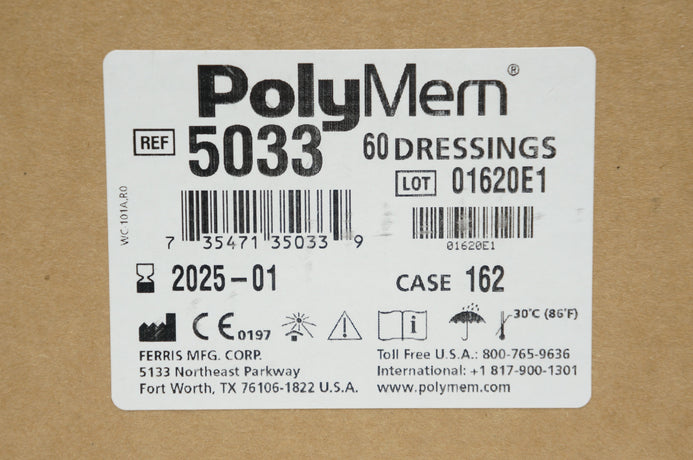 PolyMem®
REF 5033 60 DRESSINGS
LOT 01620E1
7 35471 35033 9
01620E1
WC-101A,R0
2025-01 CASE 162
CE 0197 i 30°C (86°F)
FERRIS MFG. CORP.
5133 Northeast Parkway
Fort Worth, TX 76106-1822 U.S.A.
Toll Free U.S.A.: 800-765-9636
International: +1 817-900-1301
www.polymem.com